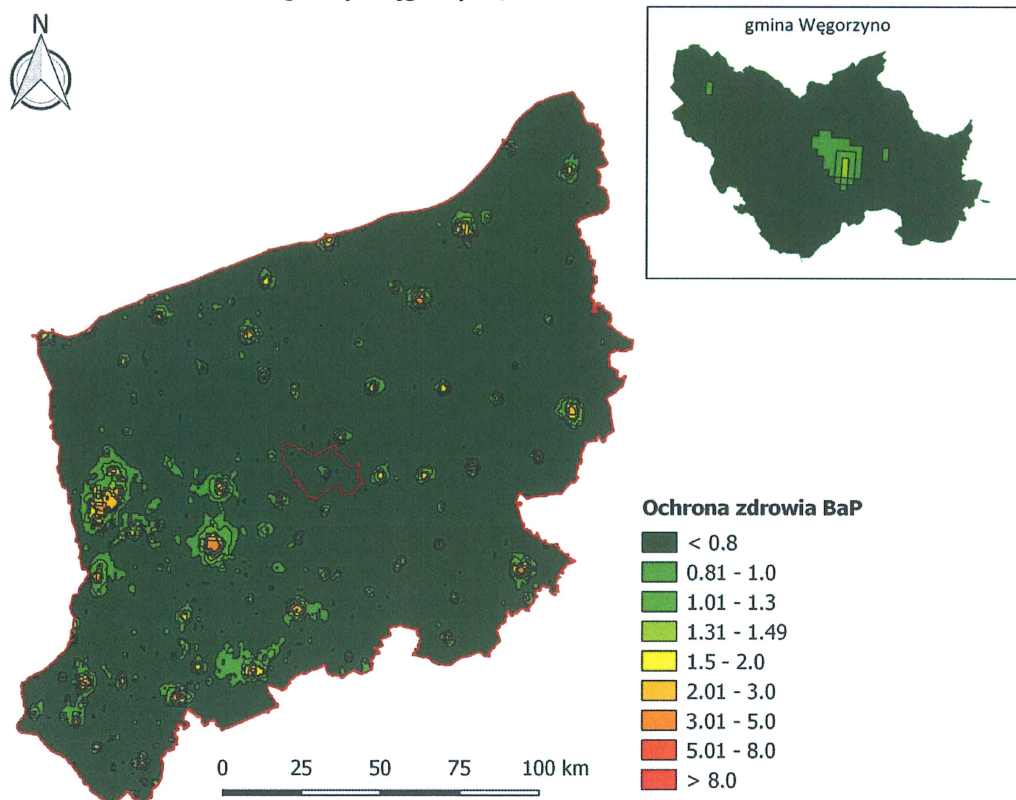 N
gmina Węgorzyno
Ochrona zdrowia BaP
< 0.8
0.81 - 1.0
1.01 - 1.3
1.31 - 1.49
1.5 - 2.0
2.01 - 3.0
3.01 - 5.0
5.01 - 8.0
> 8.0
0 25 50 75 100 km